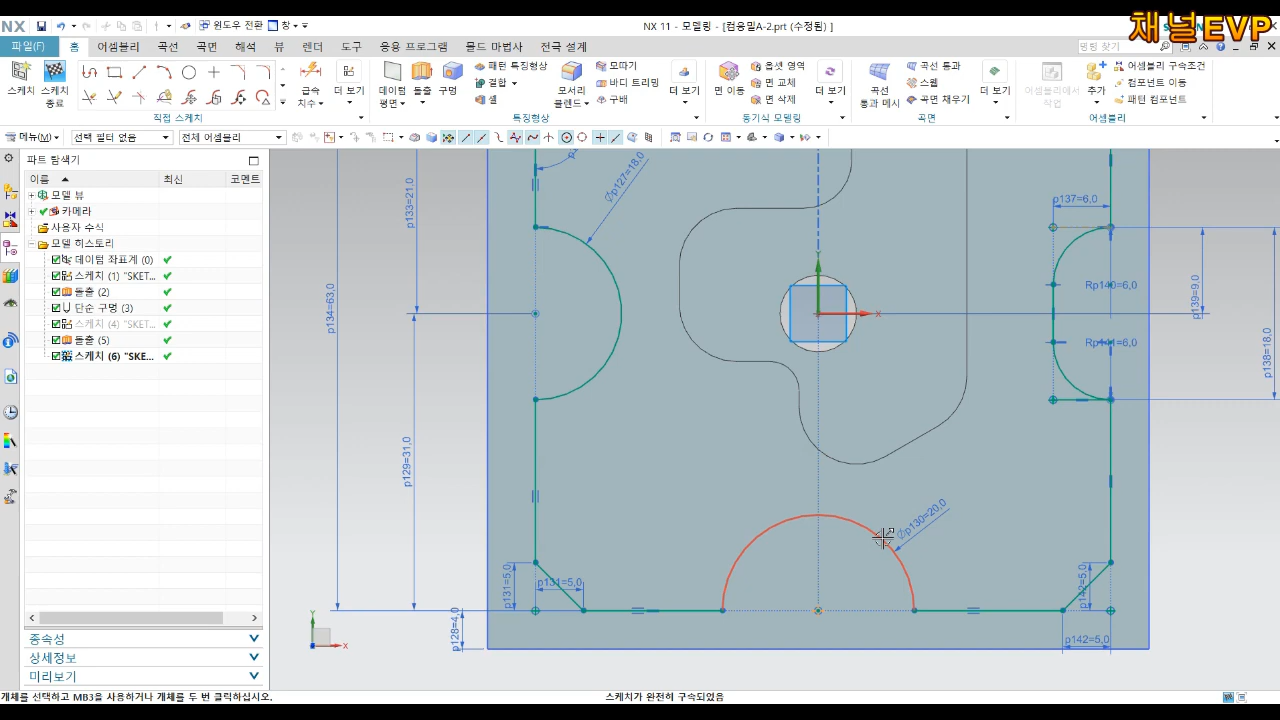 채널EVP
NX
윈도우 전환
창
NX 11 - 모델링 - [컴응밀A-2.prt (수정됨) ]
파일(F)
홈
어셈블리
곡선
곡면
해석
뷰
렌더
도구
응용 프로그램
몰드 마법사
전극 설계
명령 찾기
스케치
스케치 종료
급속 치수
더 보기
데이텀 평면
돌출
구멍
패턴 특징형상
결합
셸
모서리 블렌드
모따기
바디 트리밍
구배
더 보기
면 이동
옵셋 영역
면 교체
면 삭제
더 보기
곡선 통과 메시
곡선 통과
스웹
곡면 채우기
더 보기
어셈블리에서 작업
추가
어셈블리 구속조건
컴포넌트 이동
패턴 컴포넌트
직접 스케치
특징형상
동기식 모델링
곡면
어셈블리
메뉴(M)
선택 필터 없음
전체 어셈블리
파트 탐색기
이름
최신
코멘트
모델 뷰
카메라
사용자 수식
모델 히스토리
데이텀 좌표계 (0)
스케치 (1) "SKET...
돌출 (2)
단순 구멍 (3)
스케치 (4) "SKET...
돌출 (5)
스케치 (6) "SKE...
종속성
상세정보
미리보기
p133=21,0
∅p127=18,0
p137=6,0
p134=63,0
Rp140=6,0
p139=9,0
Y
X
Rp141=6,0
p138=18,0
p129=31,0
∅p130=20,0
p131=5,0
p131=5,0
p142=5,0
p128=4,0
p142=5,0
Y
X
개체를 선택하고 MB3을 사용하거나 개체를 두 번 클릭하십시오.
스케치가 완전히 구속되었음